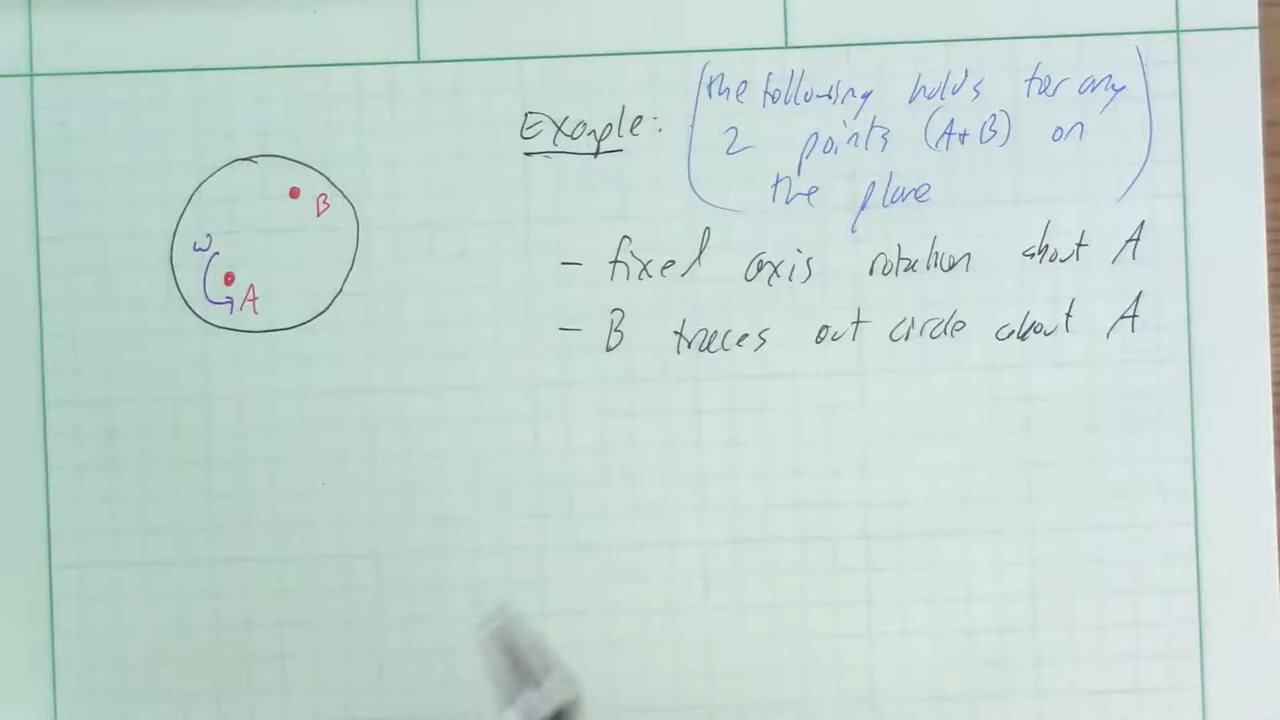 Example: (the following holds for any
2 points (A+B) on
the plane)
B
ω
A
- fixed axis rotation about A
- B traces out circle about A